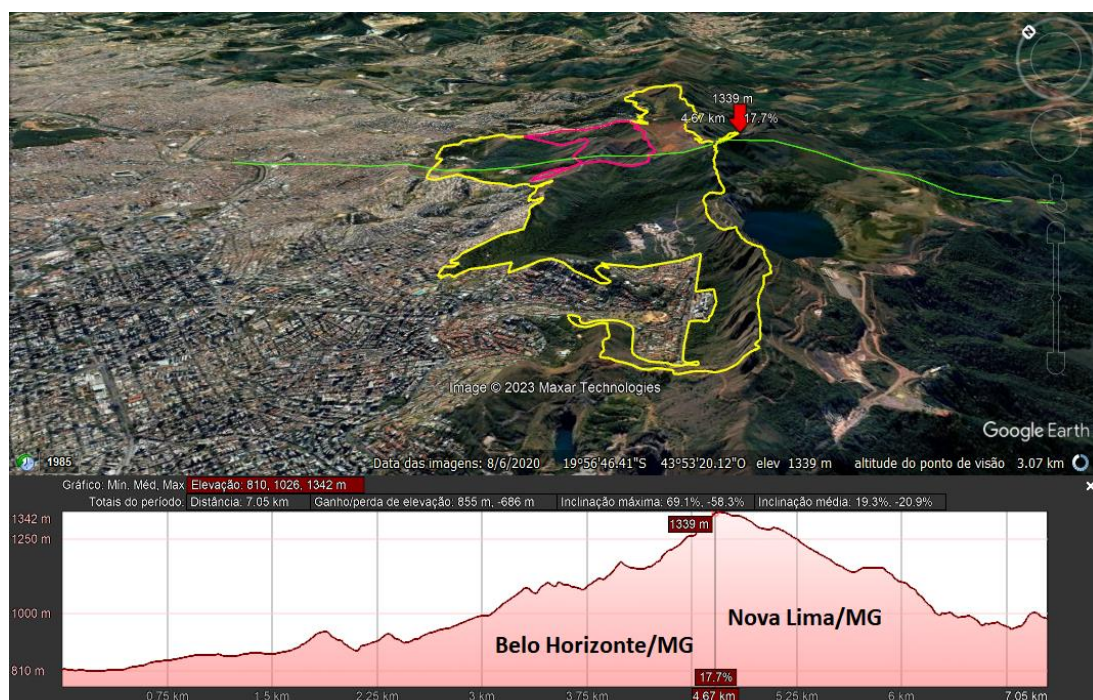 1339 m
4.67 km 17.7%
Image © 2023 Maxar Technologies
Google Earth
1985
Data das imagens: 8/6/2020 19°56'46.41"S 43°53'20.12"O elev 1339 m altitude do ponto de visão 3.07 km
Gráfico: Mín, Méd, Máx Elevação: 810, 1026, 1342 m
Totais do período: Distância: 7.05 km Ganho/perda de elevação: 855 m, -686 m Inclinação máxima: 69.1%, -58.3% Inclinação média: 19.3%, -20.9%
1342 m
1339 m
1250 m
1000 m
Nova Lima/MG
Belo Horizonte/MG
810 m
17.7%
0.75 km 1.5 km 2.25 km 3 km 3.75 km 4.67 km 5.25 km 6 km 7.05 km